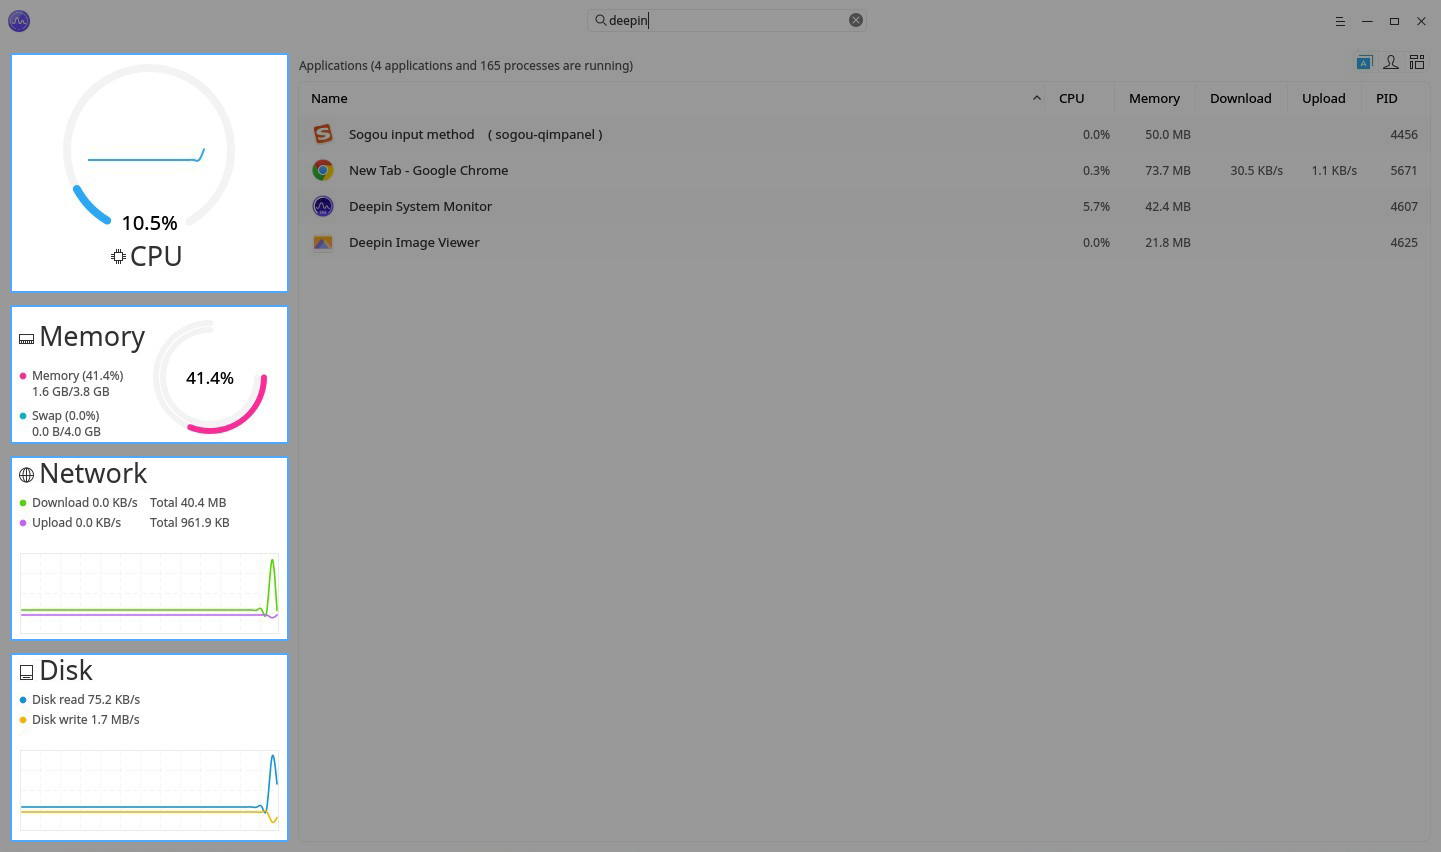 deepin
10.5%
CPU
Memory
Memory (41.4%)
1.6 GB/3.8 GB
Swap (0.0%)
0.0 B/4.0 GB
41.4%
Network
Download 0.0 KB/s Total 40.4 MB
Upload 0.0 KB/s Total 961.9 KB
Disk
Disk read 75.2 KB/s
Disk write 1.7 MB/s
Applications (4 applications and 165 processes are running)
Name CPU Memory Download Upload PID
Sogou input method ( sogou-qimpanel ) 0.0% 50.0 MB 4456
New Tab - Google Chrome 0.3% 73.7 MB 30.5 KB/s 1.1 KB/s 5671
Deepin System Monitor 5.7% 42.4 MB 4607
Deepin Image Viewer 0.0% 21.8 MB 4625